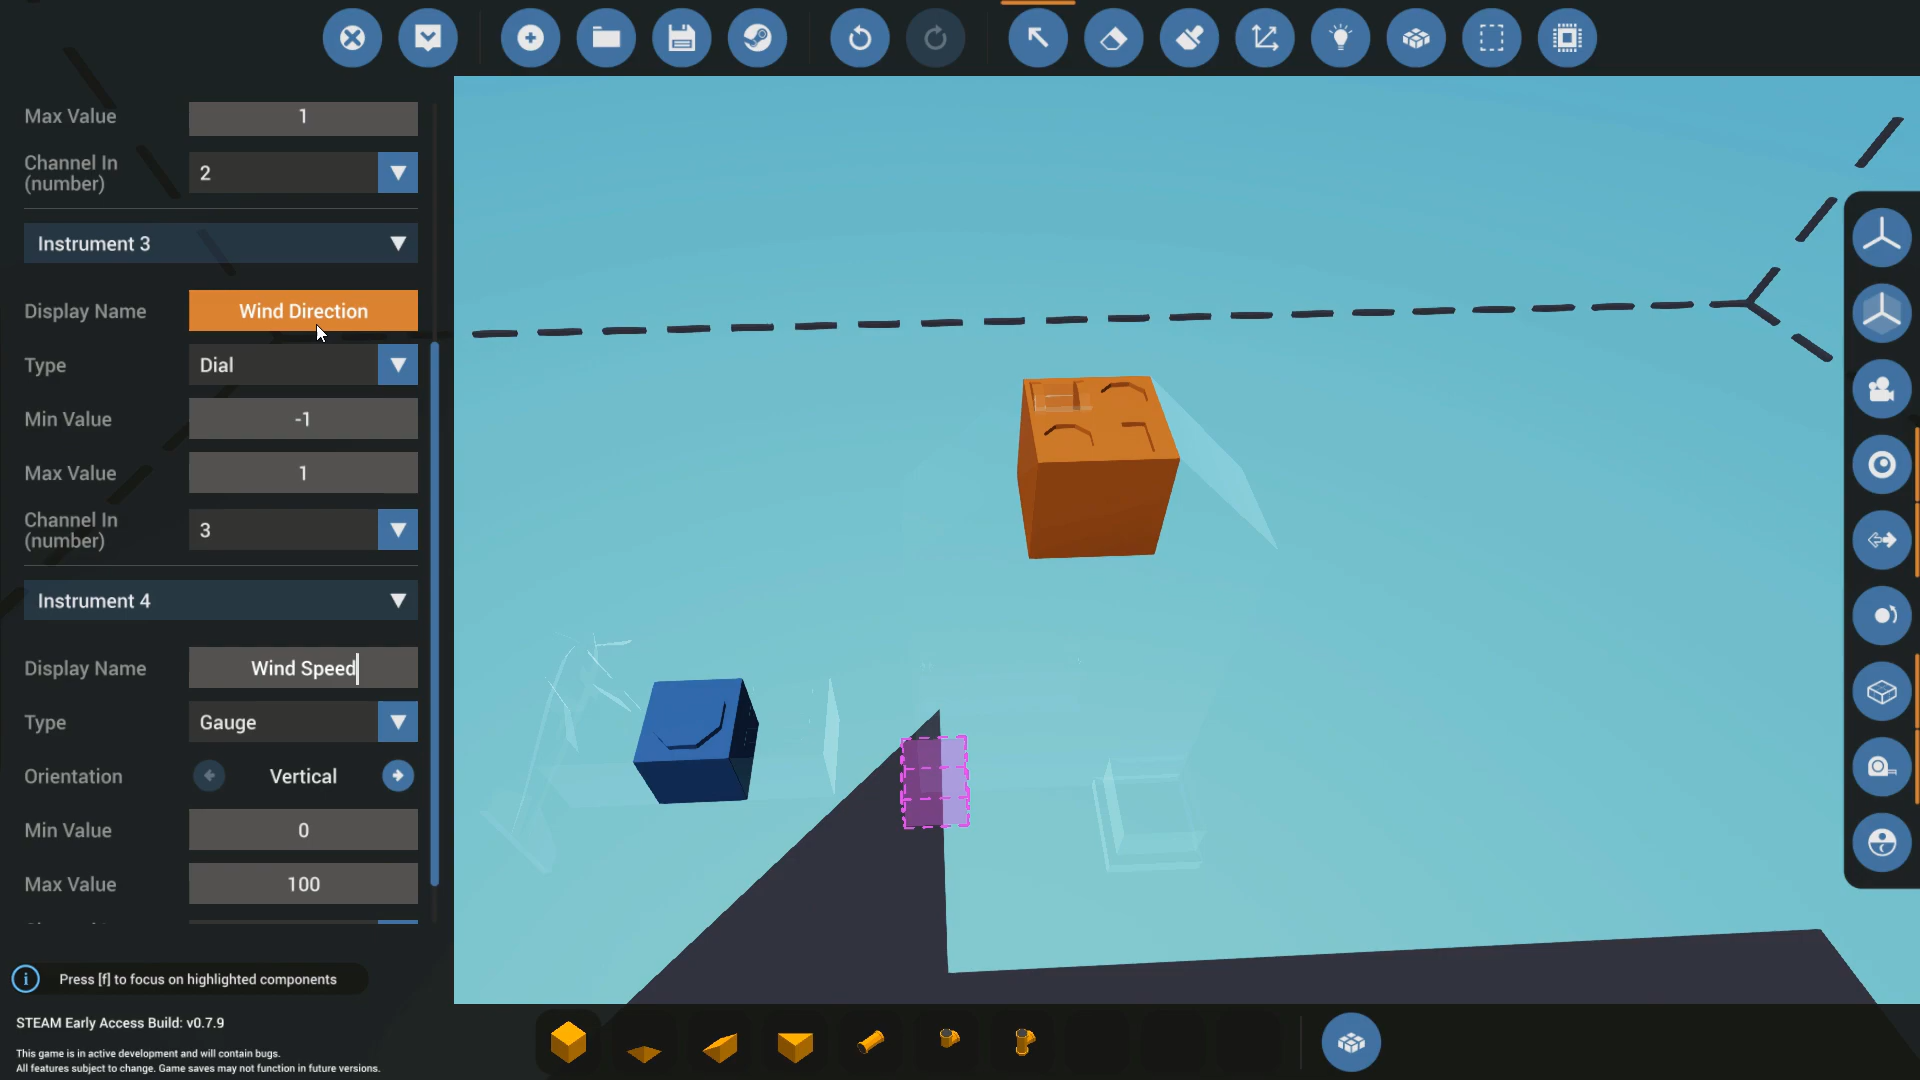 Max Value
1
Channel In
(number)
2
Instrument 3
Display Name
Wind Direction
Type
Dial
Min Value
-1
Max Value
1
Channel In
(number)
3
Instrument 4
Display Name
Wind Speed
Type
Gauge
Orientation
Vertical
Min Value
0
Max Value
100
Press [f] to focus on highlighted components
STEAM Early Access Build: v0.7.9
This game is in active development and will contain bugs.
All features subject to change. Game saves may not function in future versions.